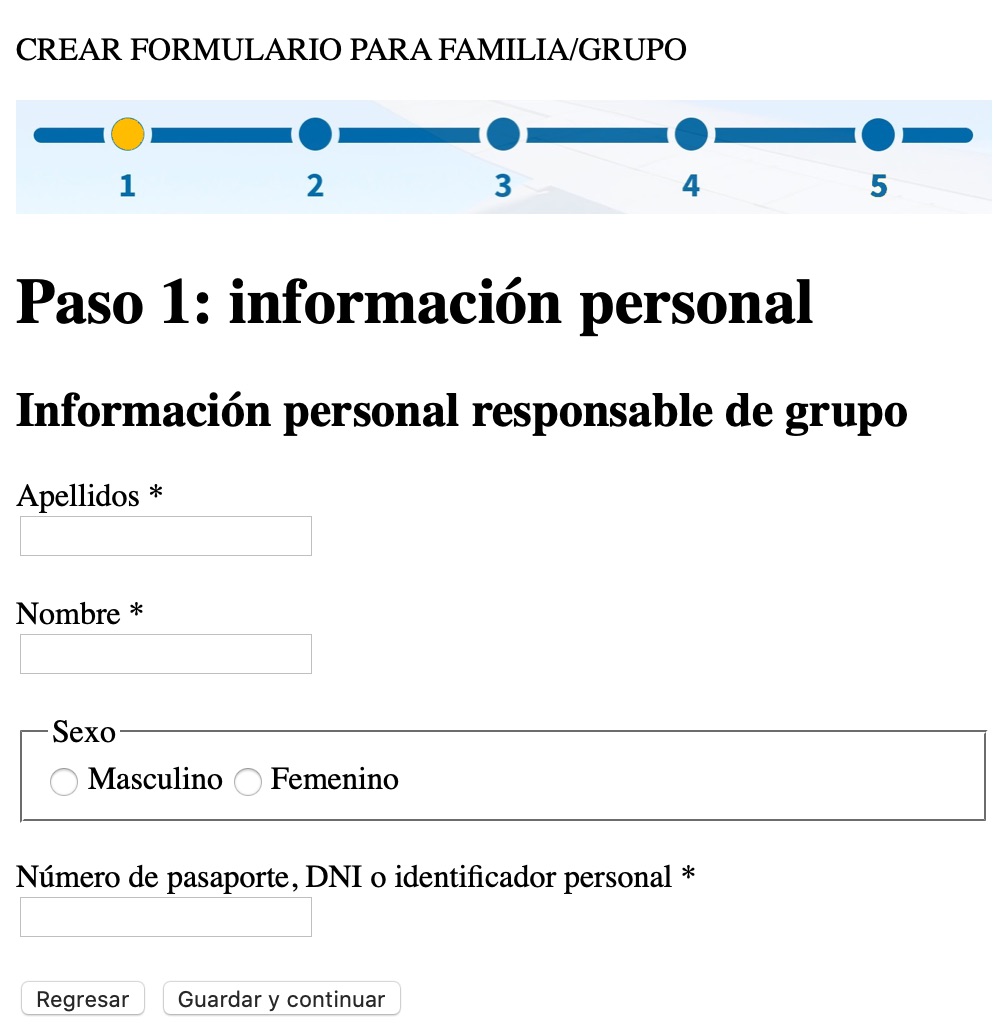 CREAR FORMULARIO PARA FAMILIA/GRUPO
1 2 3 4 5
Paso 1: información personal
Información personal responsable de grupo
Apellidos *
Nombre *
Sexo
Masculino Femenino
Número de pasaporte, DNI o identificador personal *
Regresar Guardar y continuar